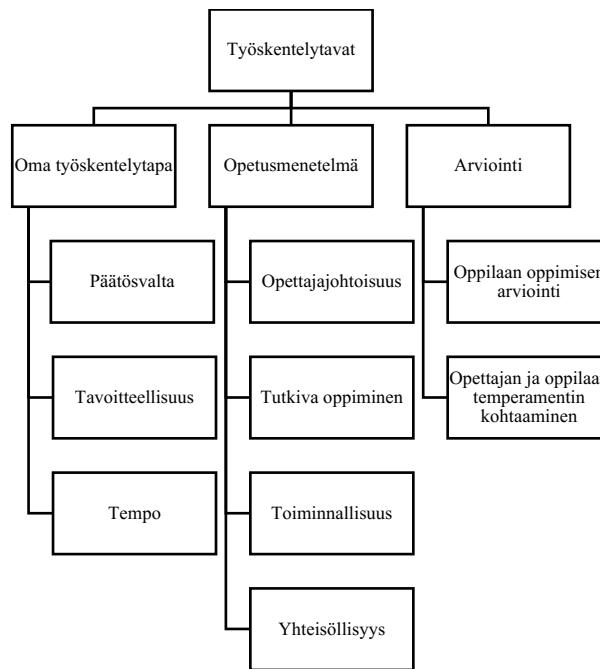 Työskentelytavat
Oma työskentelytapa
Opetusmenetelmä
Arviointi
Päätösvalta
Opettajajohtoisuus
Oppilaan oppimisen
arviointi
Tavoitteellisuus
Tutkiva oppiminen
Opettajan ja oppilaan
temperamentin
kohtaaminen
Tempo
Toiminnallisuus
Yhteisöllisyys